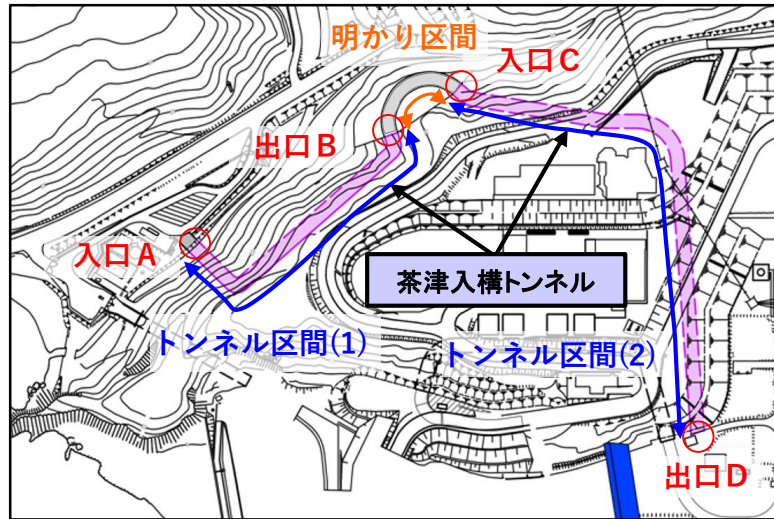 明かり区間
入口C
出口B
入口A
茶津入構トンネル
トンネル区間(1)
トンネル区間(2)
出口D